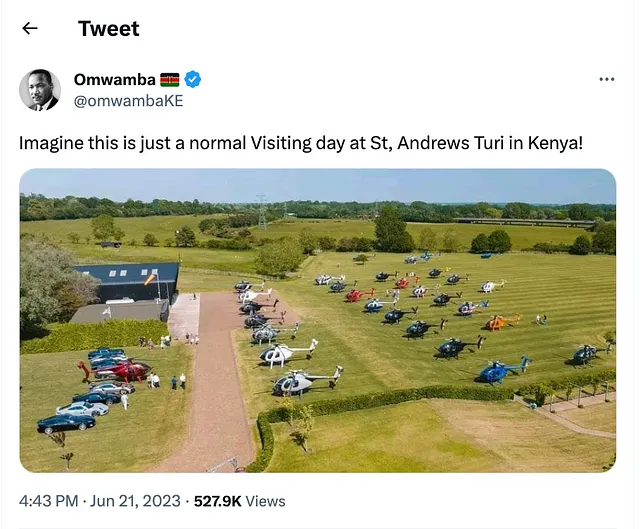 Tweet
Omwamba
@omwambaKE
Imagine this is just a normal Visiting day at St, Andrews Turi in Kenya!
4:43 PM · Jun 21, 2023 · 527.9K Views